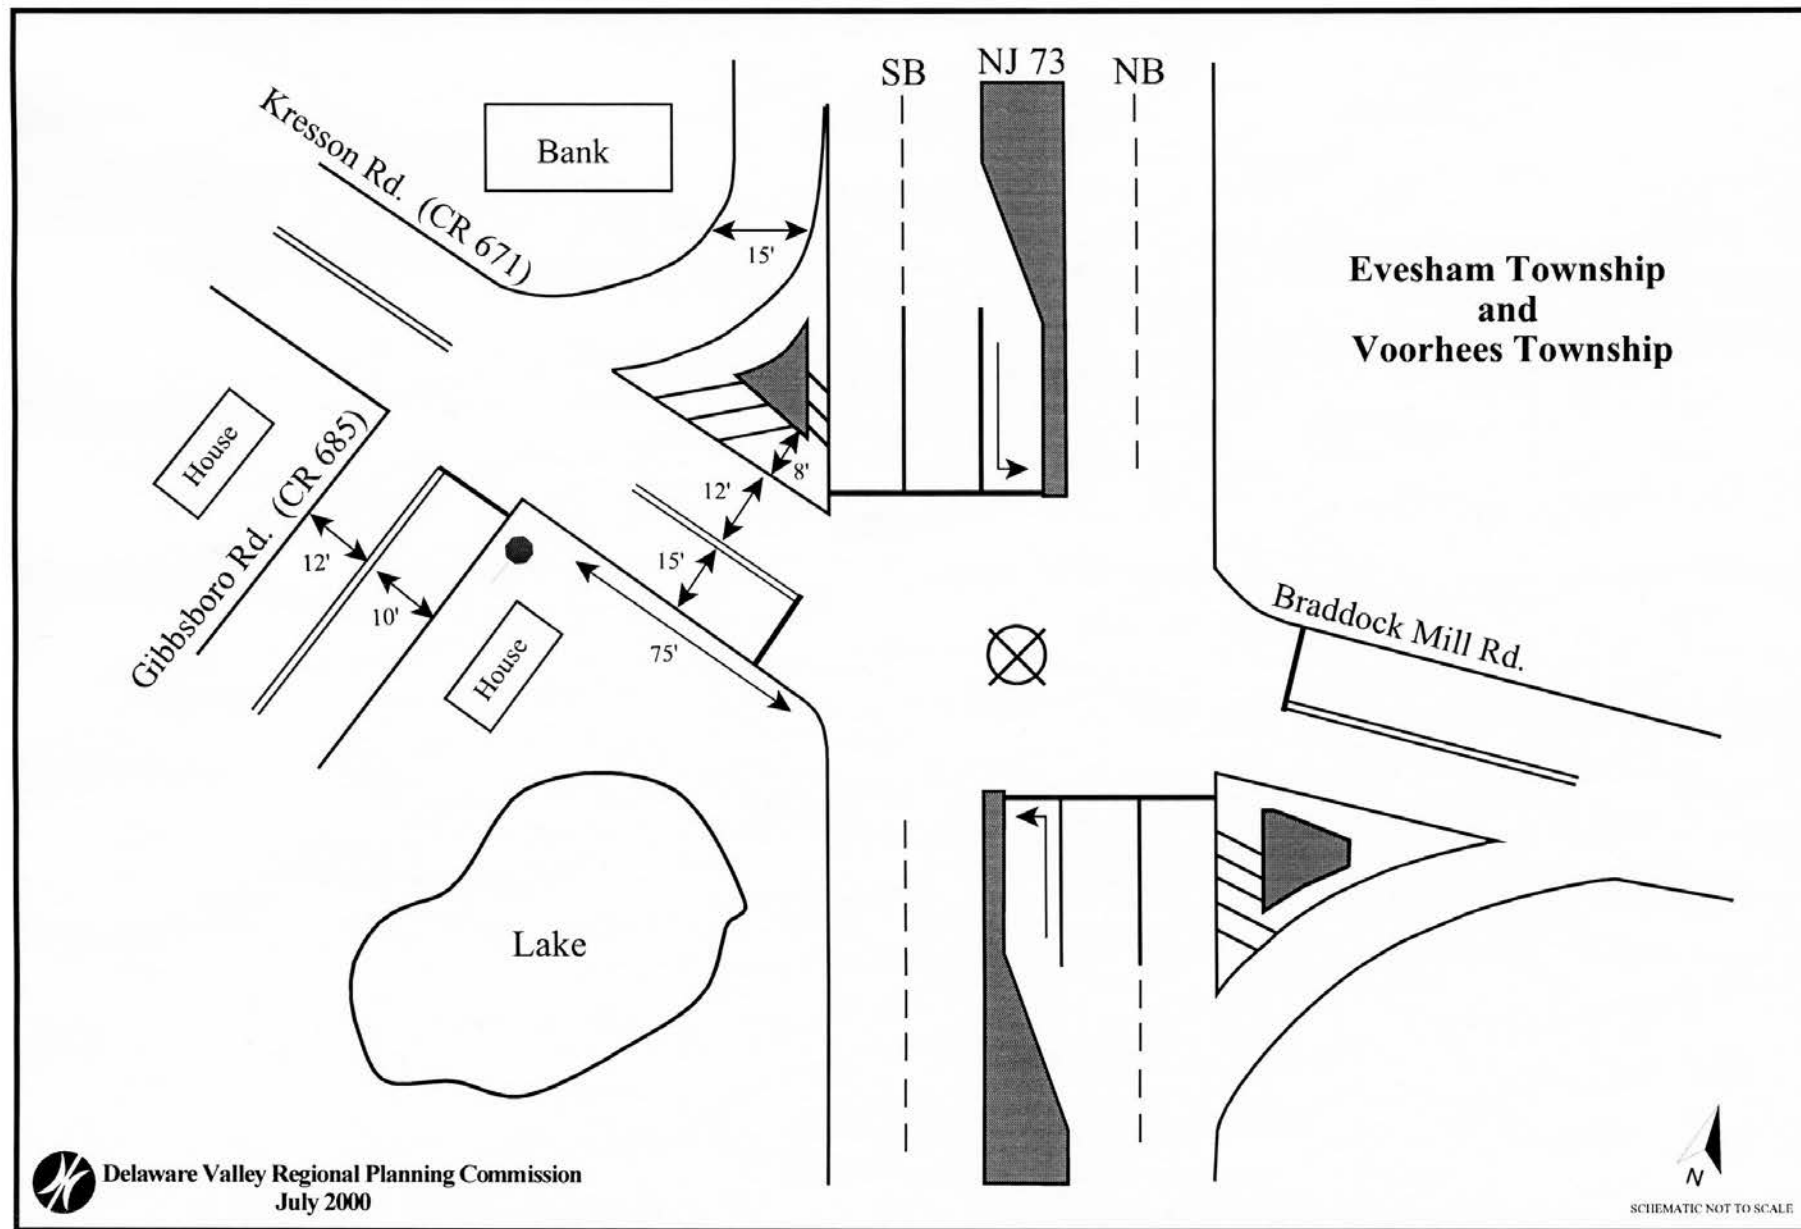 SB
NJ 73
NB
Kresson Rd. (CR 671)
Bank
15'
Evesham Township
and
Voorhees Township
House
Gibbsboro Rd. (CR 685)
8'
12'
12'
15'
10'
75'
House
Braddock Mill Rd.
Lake
Delaware Valley Regional Planning Commission
July 2000
N
SCHEMATIC NOT TO SCALE